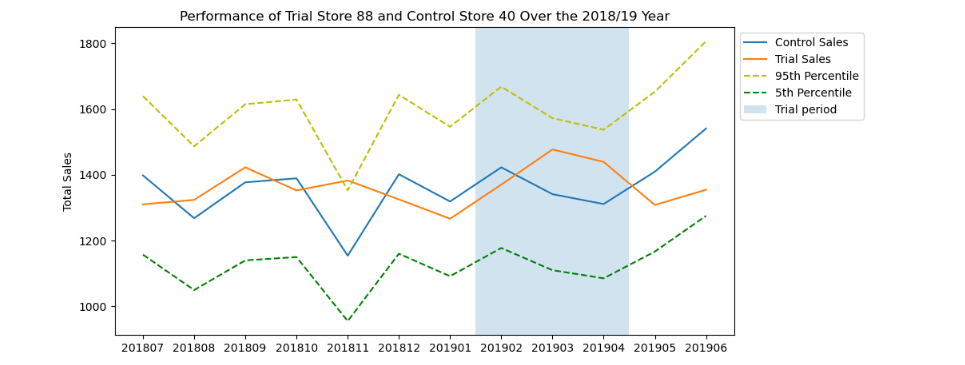 Performance of Trial Store 88 and Control Store 40 Over the 2018/19 Year
Total Sales
1800
1600
1400
1200
1000
201807 201808 201809 201810 201811 201812 201901 201902 201903 201904 201905 201906
Control Sales
Trial Sales
95th Percentile
5th Percentile
Trial period